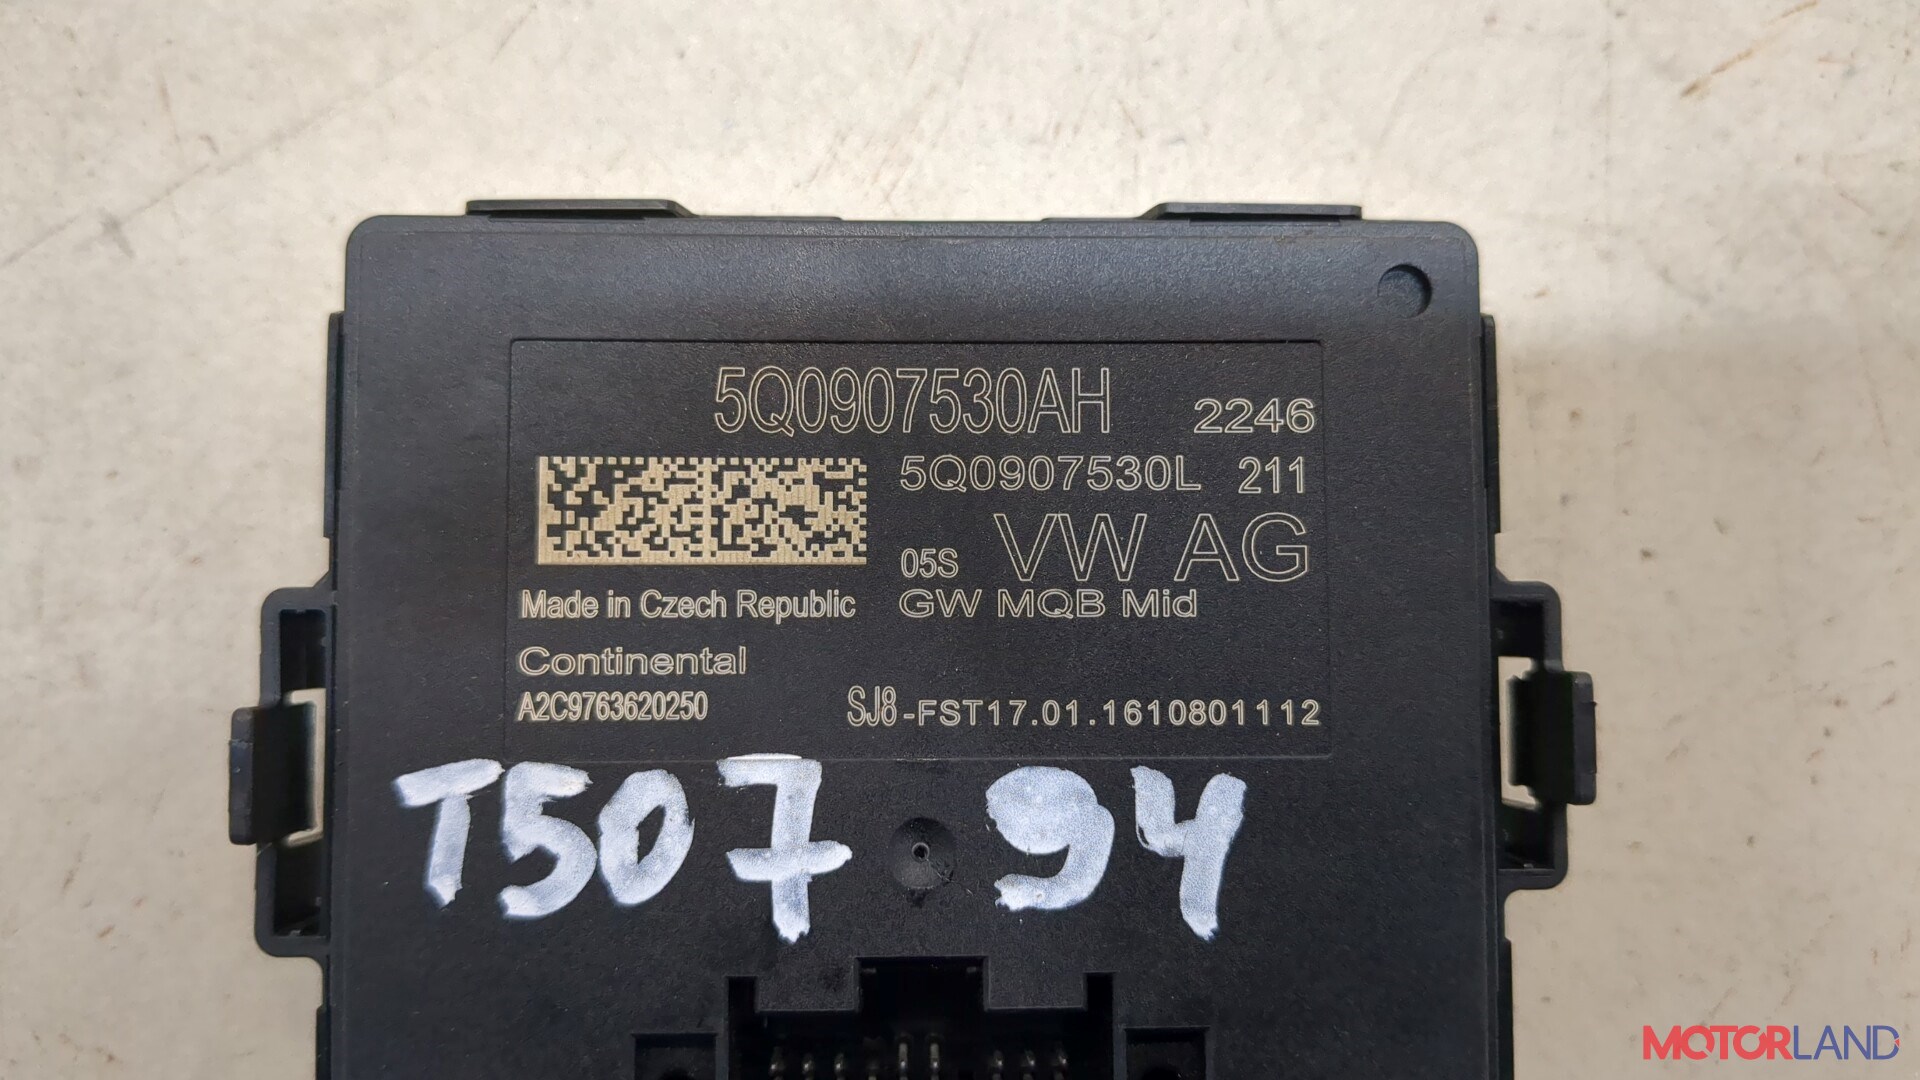 5Q0907530AH 2246
5Q0907530L 211
05S VW AG
Made in Czech Republic GW MQB Mid
Continental
A2C9763620250 SJ8-FST17.01.1610801112
T507 94
MOTORLAND